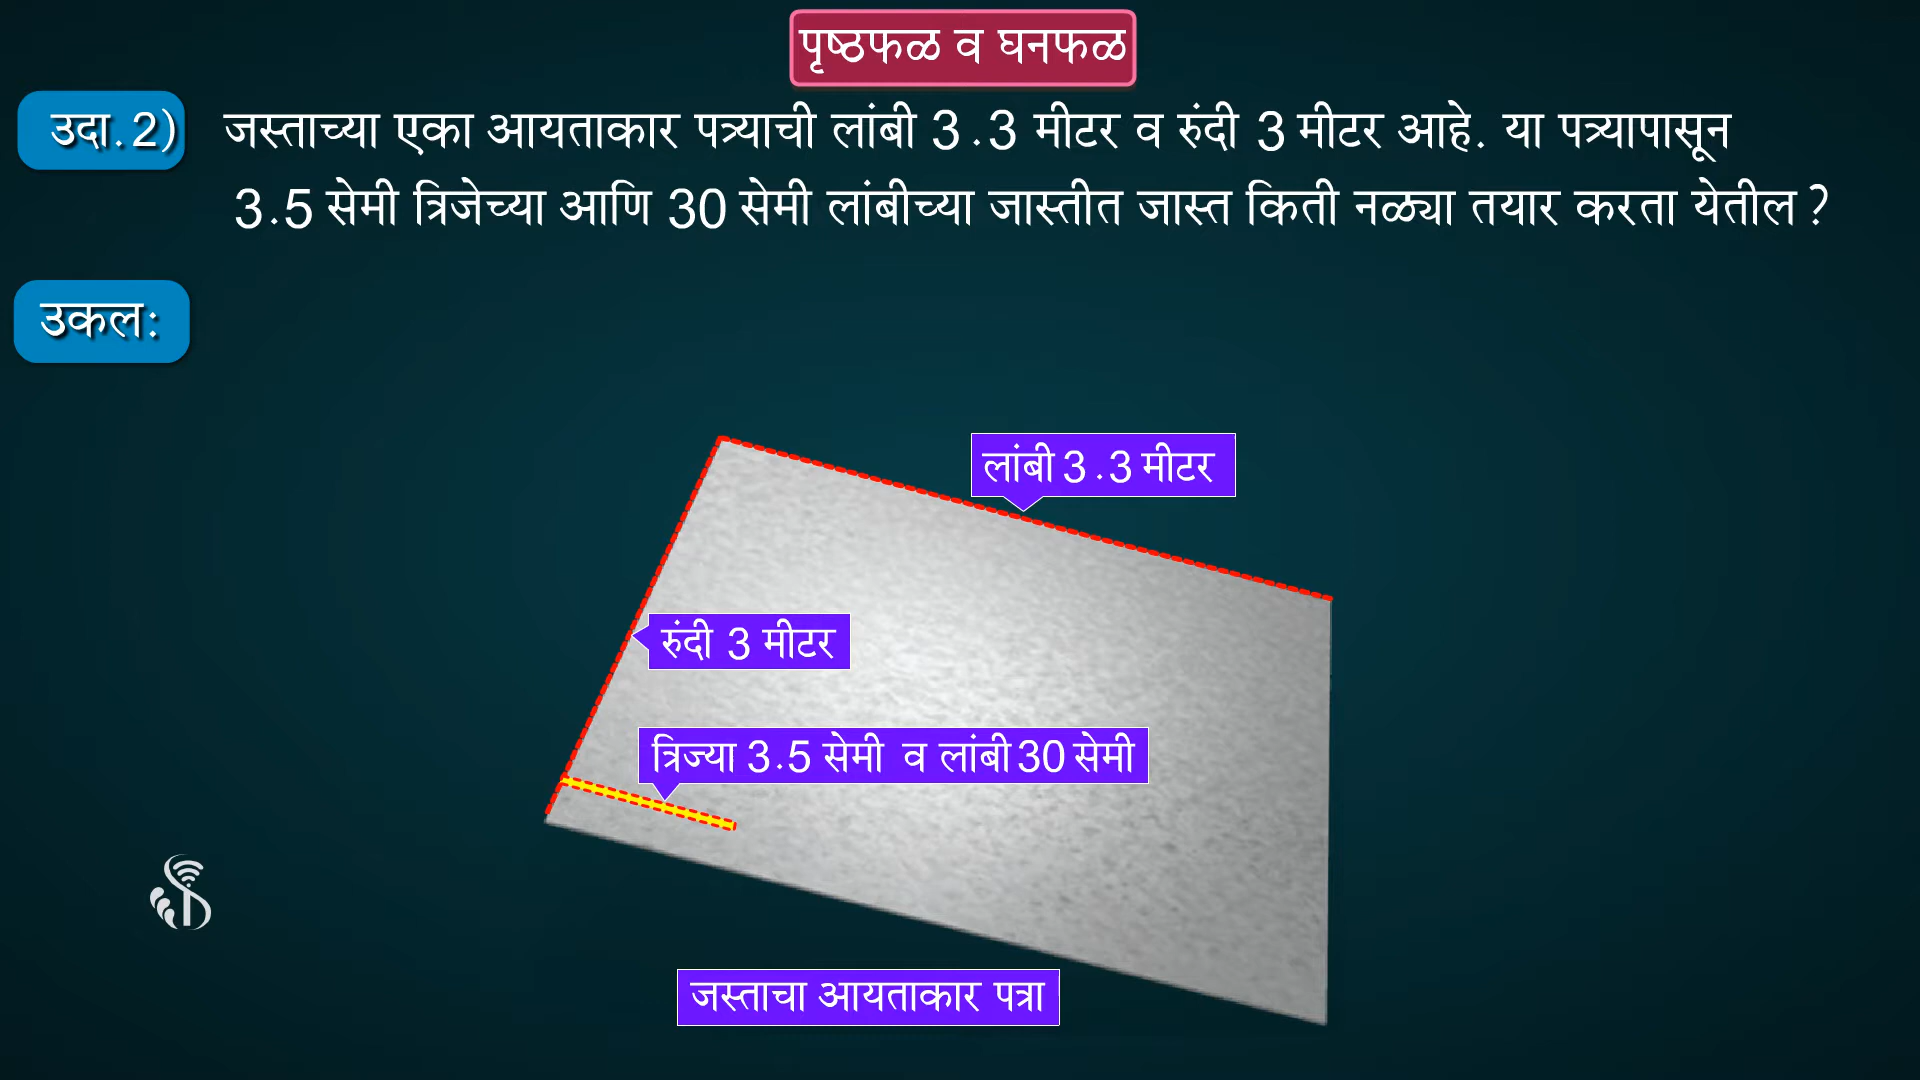 पृष्ठफळ व घनफळ
उदा.2) जस्ताच्या एका आयताकार पत्र्याची लांबी 3.3 मीटर व रुंदी 3 मीटर आहे. या पत्र्यापासून
3.5 सेमी त्रिजेच्या आणि 30 सेमी लांबीच्या जास्तीत जास्त किती नळ्या तयार करता येतील?
उकल:
लांबी 3.3 मीटर
रुंदी 3 मीटर
त्रिज्या 3.5 सेमी व लांबी 30 सेमी
जस्ताचा आयताकार पत्रा